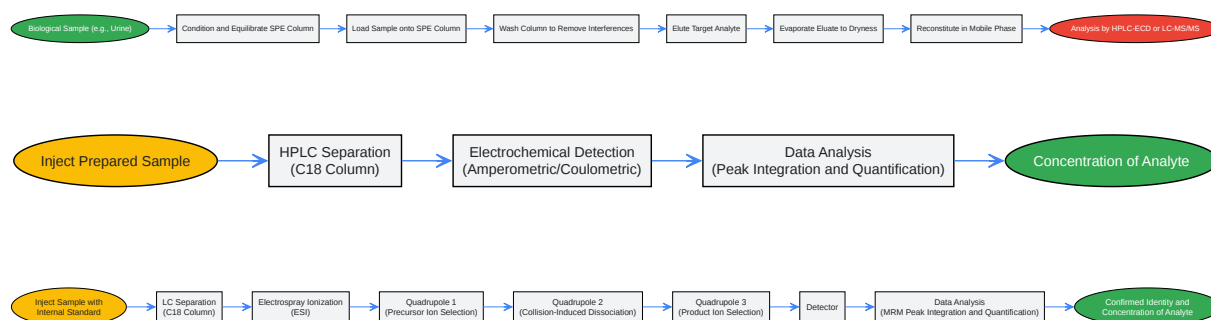 Biological Sample (e.g., Urine)
Condition and Equilibrate SPE Column
Load Sample onto SPE Column
Wash Column to Remove Interferences
Elute Target Analyte
Evaporate Eluate to Dryness
Reconstitute in Mobile Phase
Analysis by HPLC-ECD or LC-MS/MS
Inject Prepared Sample
HPLC Separation
(C18 Column)
Electrochemical Detection
(Amperometric/Coulometric)
Data Analysis
(Peak Integration and Quantification)
Concentration of Analyte
Inject Sample with
Internal Standard
LC Separation
(C18 Column)
Electrospray Ionization
(ESI)
Quadrupole 1
(Precursor Ion Selection)
Quadrupole 2
(Collision-Induced Dissociation)
Quadrupole 3
(Product Ion Selection)
Detector
Data Analysis
(MRM Peak Integration and Quantification)
Confirmed Identity and
Concentration of Analyte